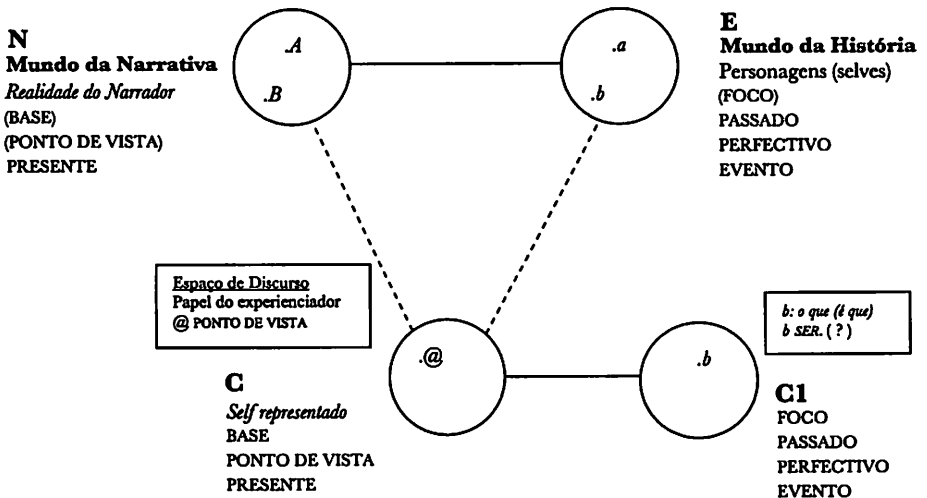 N
Mundo da Narrativa
Realidade do Narrador
(BASE)
(PONTO DE VISTA)
PRESENTE
.A
.B
.a
.b
E
Mundo da História
Personagens (selves)
(FOCO)
PASSADO
PERFECTIVO
EVENTO
Espaço de Discurso
Papel do experienciador
@ PONTO DE VISTA
.@
C
Self representado
BASE
PONTO DE VISTA
PRESENTE
.b
b: o que (é que)
b SER. ( ? )
C1
FOCO
PASSADO
PERFECTIVO
EVENTO